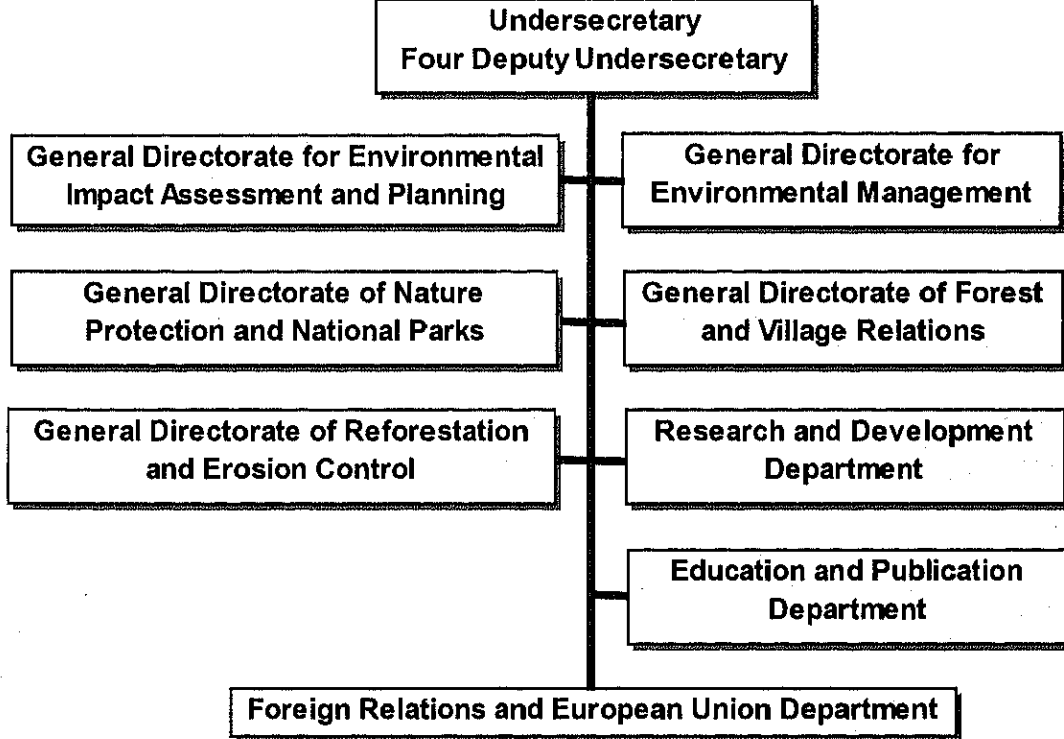 Undersecretary
Four Deputy Undersecretary
General Directorate for Environmental
Impact Assessment and Planning
General Directorate for
Environmental Management
General Directorate of Nature
Protection and National Parks
General Directorate of Forest
and Village Relations
General Directorate of Reforestation
and Erosion Control
Research and Development
Department
Education and Publication
Department
Foreign Relations and European Union Department